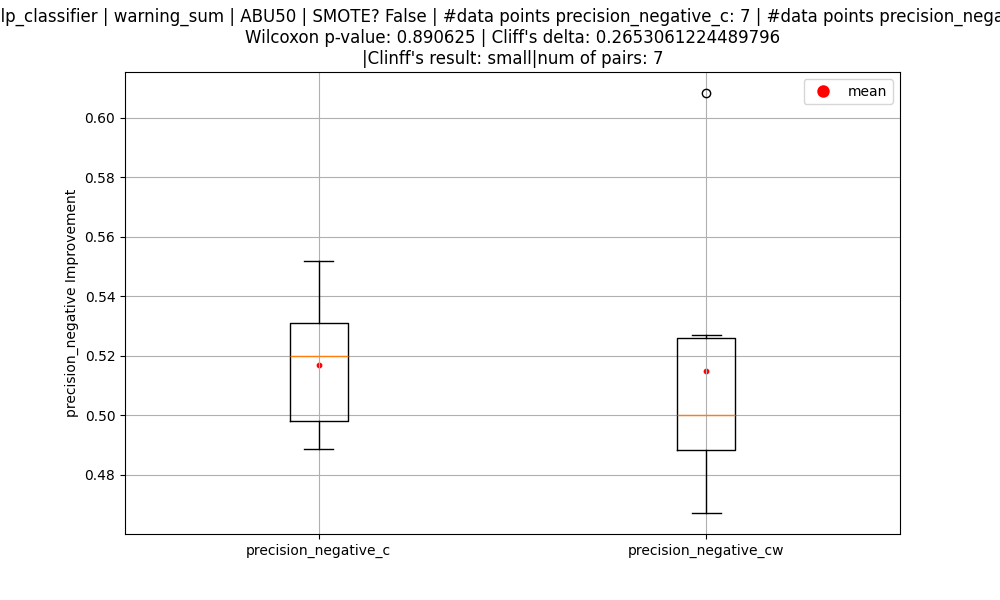 lp_classifier | warning_sum | ABU50 | SMOTE? False | #data points precision_negative_c: 7 | #data points
Wilcoxon p-value: 0.890625 | Cliff's delta: 0.2653061224489796
|Clinff's result: small|num of pairs: 7
mean
0.60
0.58
0.56
0.54
0.52
0.50
0.48
precision_negative Improvement
precision_negative_c
precision_negative_cw